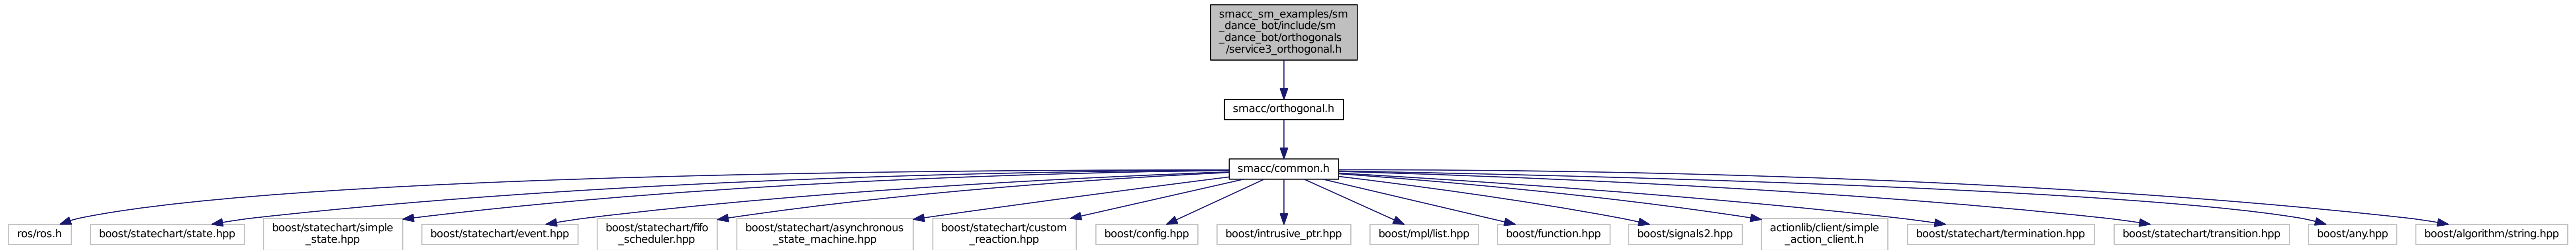 smacc_sm_examples/sm
_dance_bot/include/sm
_dance_bot/orthogonals
/service3_orthogonal.h
smacc/orthogonal.h
smacc/common.h
ros/ros.h
boost/statechart/state.hpp
boost/statechart/simple
_state.hpp
boost/statechart/event.hpp
boost/statechart/fifo
_scheduler.hpp
boost/statechart/asynchronous
_state_machine.hpp
boost/statechart/custom
_reaction.hpp
boost/config.hpp
boost/intrusive_ptr.hpp
boost/mpl/list.hpp
boost/function.hpp
boost/signals2.hpp
actionlib/client/simple
_action_client.h
boost/statechart/termination.hpp
boost/statechart/transition.hpp
boost/any.hpp
boost/algorithm/string.hpp